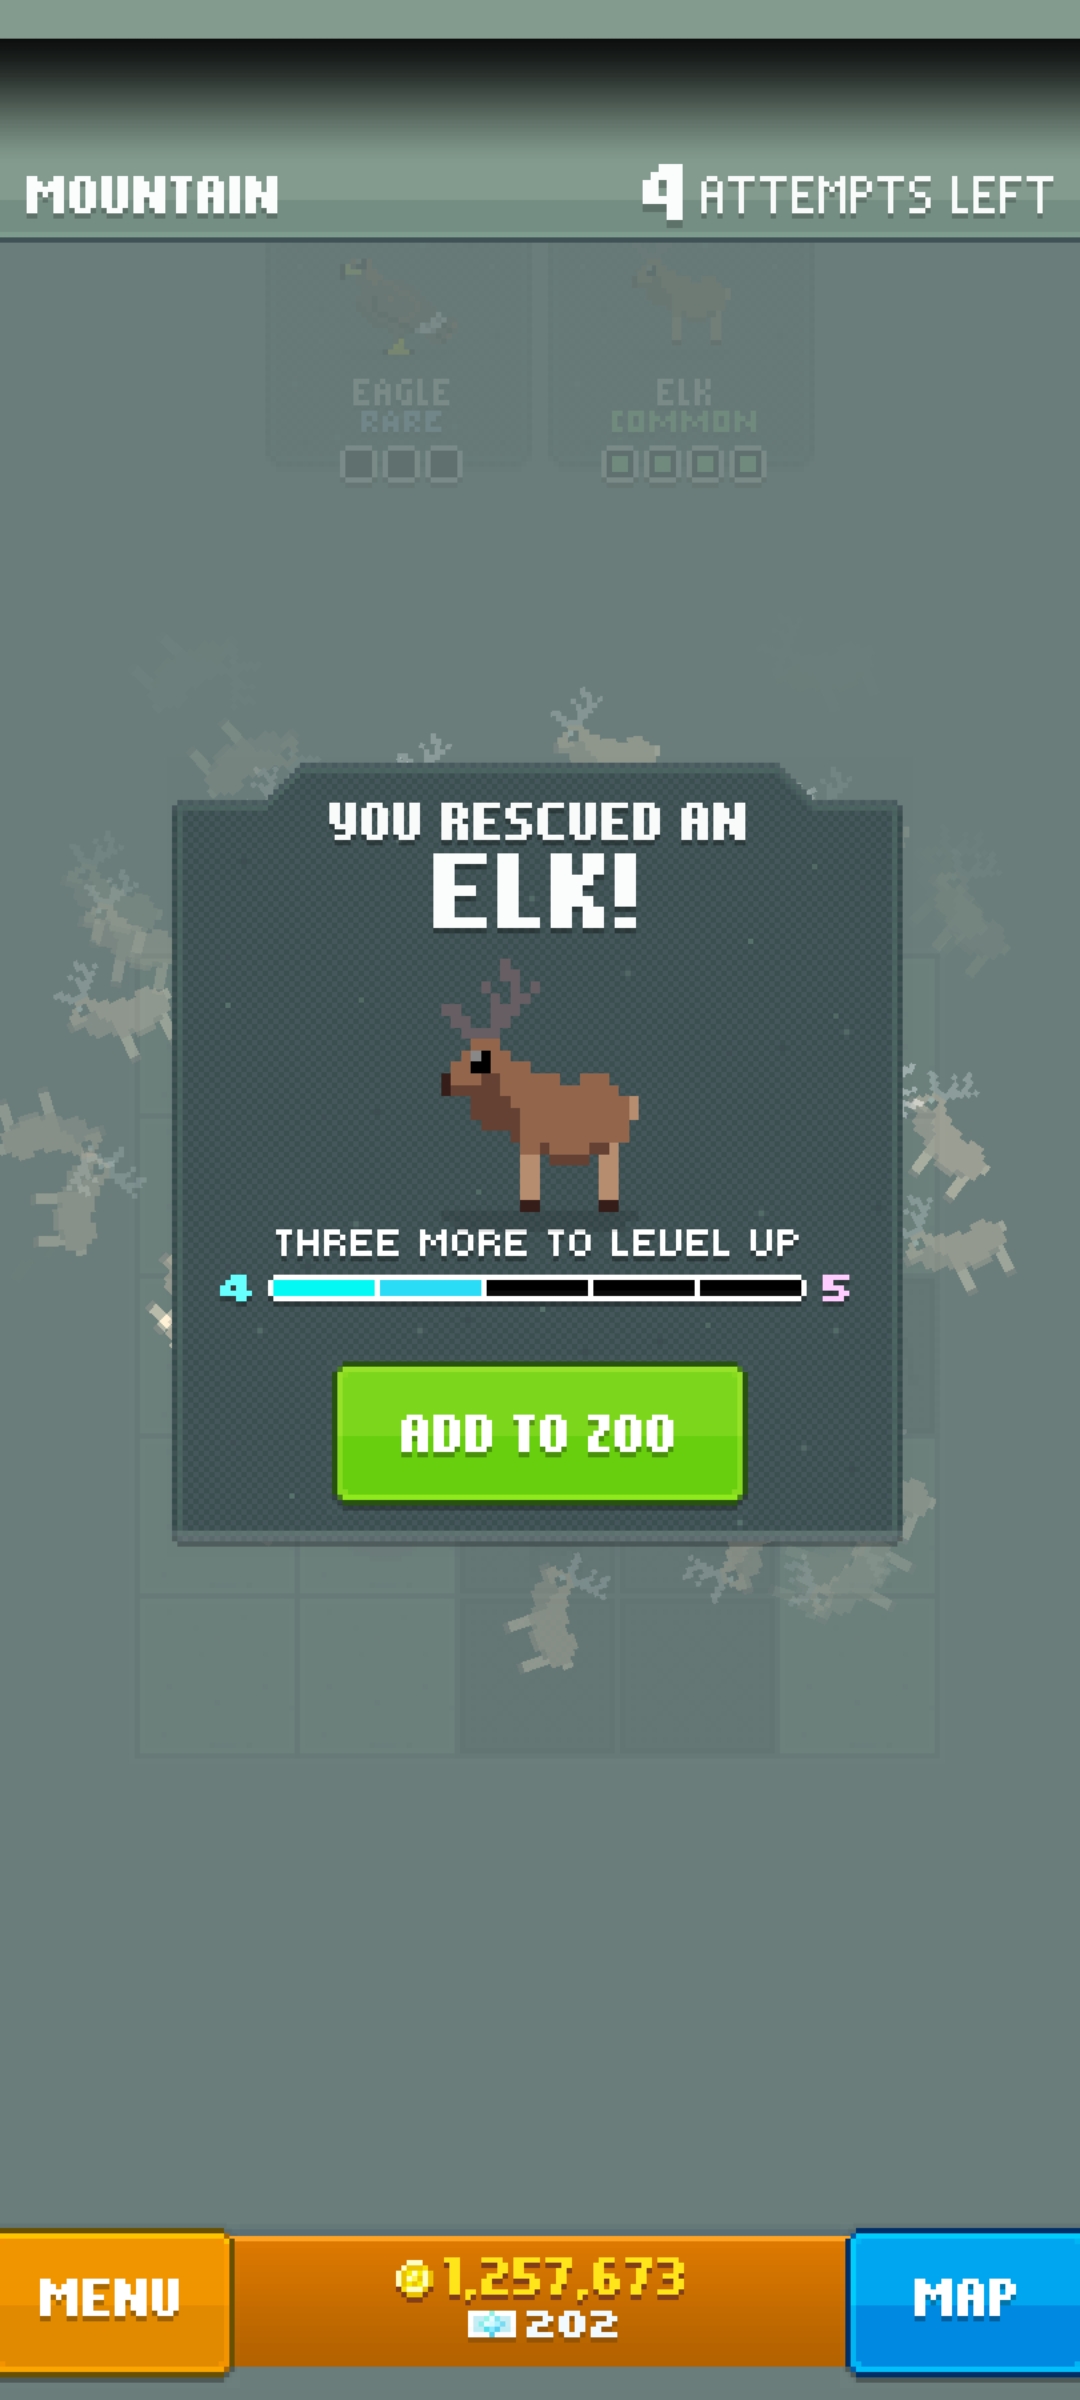 MOUNTAIN
4 ATTEMPTS LEFT
EAGLE
RARE
ELK
COMMON
YOU RESCUED AN
ELK!
THREE MORE TO LEVEL UP
4
5
ADD TO ZOO
MENU
1,257,673
202
MAP